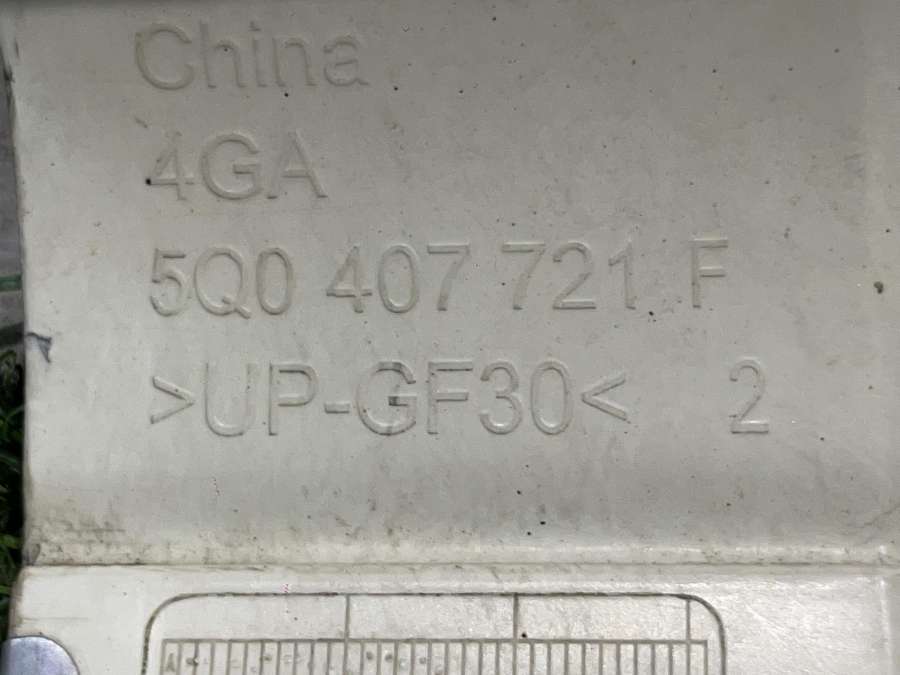 China
4GA
5Q0 407 721 F
>UP-GF30< 2